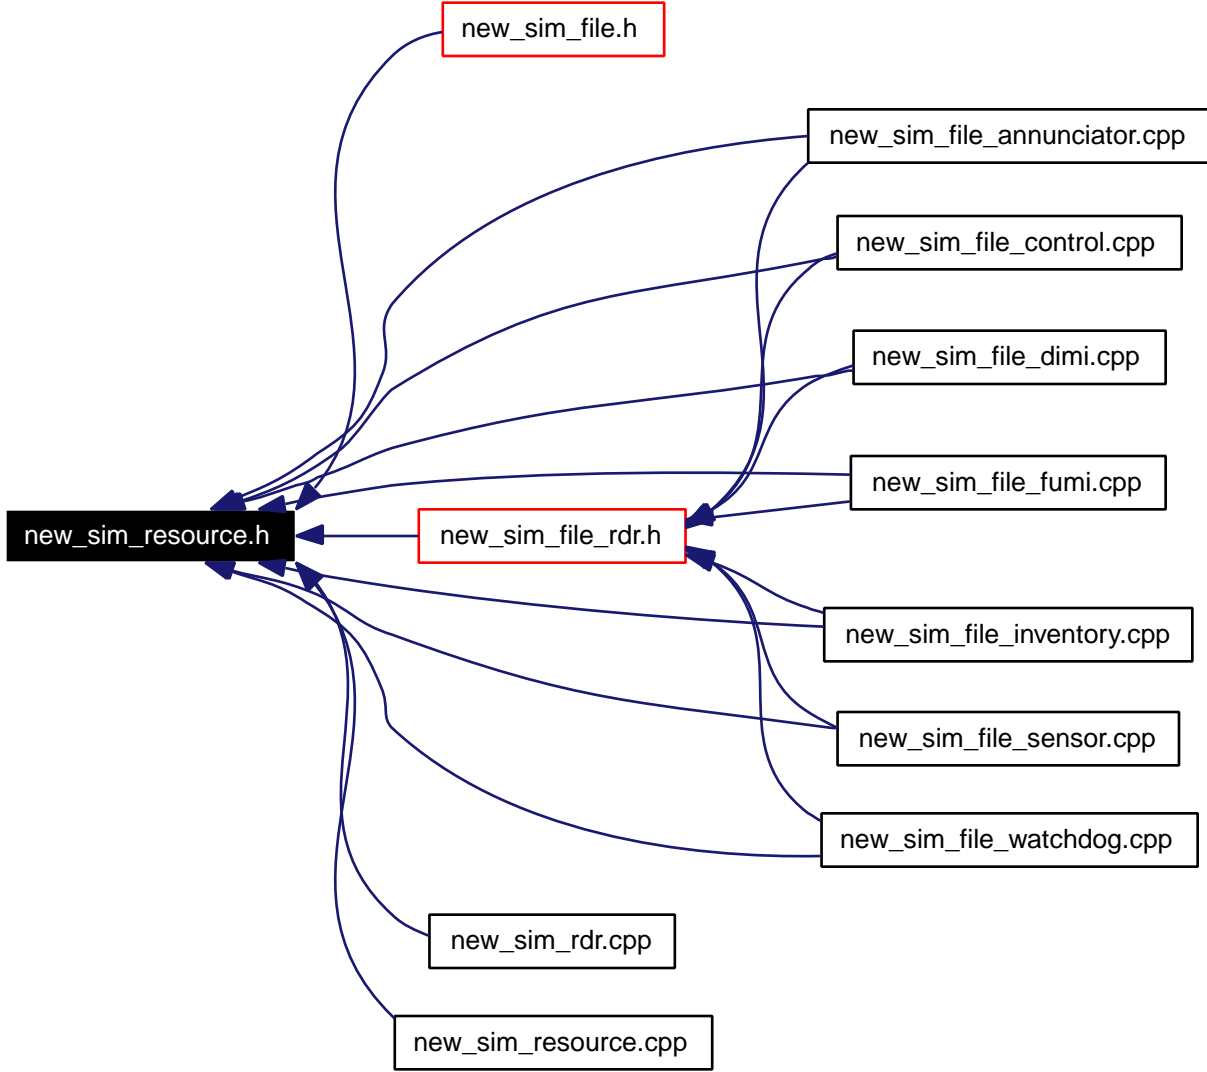 new_sim_file.h
new_sim_file_annunciator.cpp
new_sim_file_control.cpp
new_sim_file_dimi.cpp
new_sim_file_fumi.cpp
new_sim_resource.h
new_sim_file_rdr.h
new_sim_file_inventory.cpp
new_sim_file_sensor.cpp
new_sim_file_watchdog.cpp
new_sim_rdr.cpp
new_sim_resource.cpp